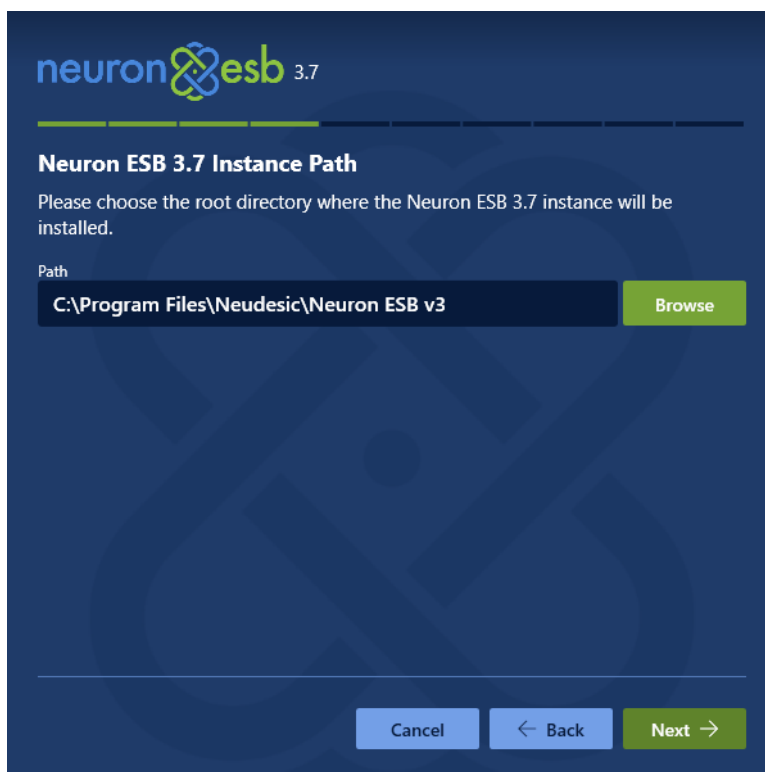 neuron esb 3.7
Neuron ESB 3.7 Instance Path
Please choose the root directory where the Neuron ESB 3.7 instance will be
installed.
Path
C:\Program Files\Neudesic\Neuron ESB v3
Browse
Cancel
← Back
Next →